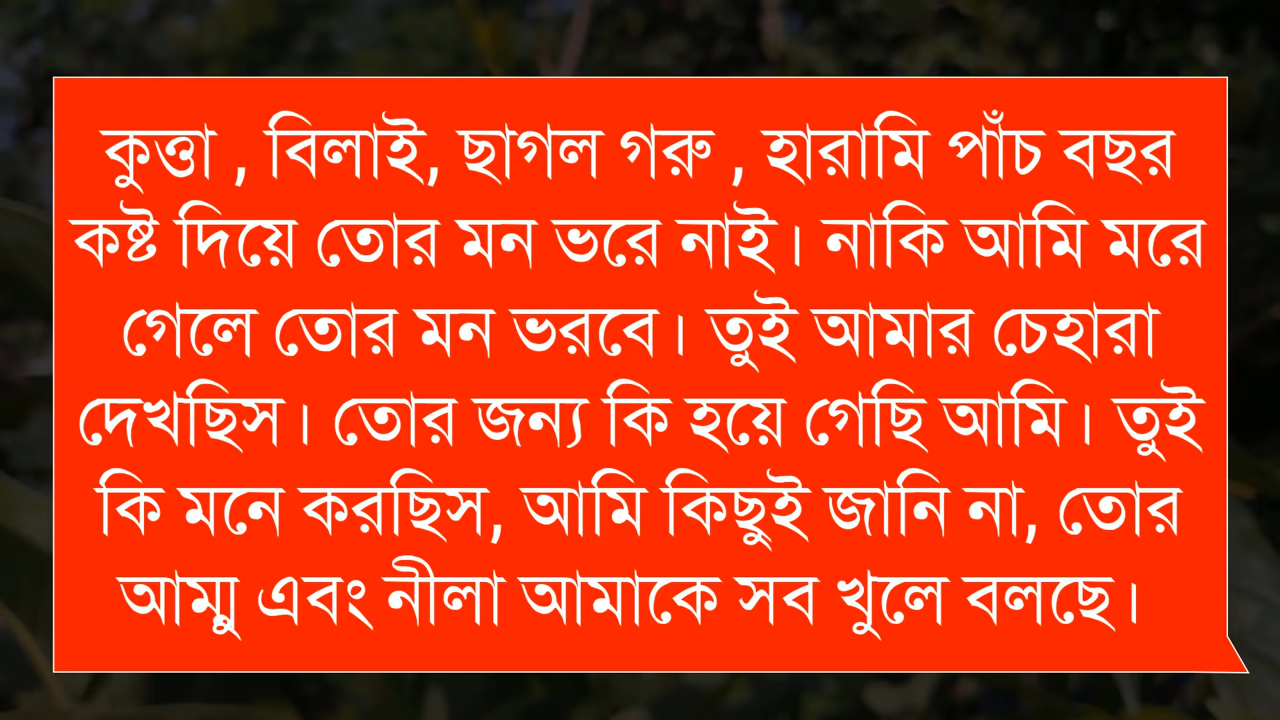 কুত্তা , বিলাই, ছাগল গরু , হারামি পাঁচ বছর
কষ্ট দিয়ে তোর মন ভরে নাই। নাকি আমি মরে
গেলে তোর মন ভরবে। তুই আমার চেহারা
দেখছিস। তোর জন্য কি হয়ে গেছি আমি। তুই
কি মনে করছিস, আমি কিছুই জানি না, তোর
আম্মু এবং নীলা আমাকে সব খুলে বলছে।